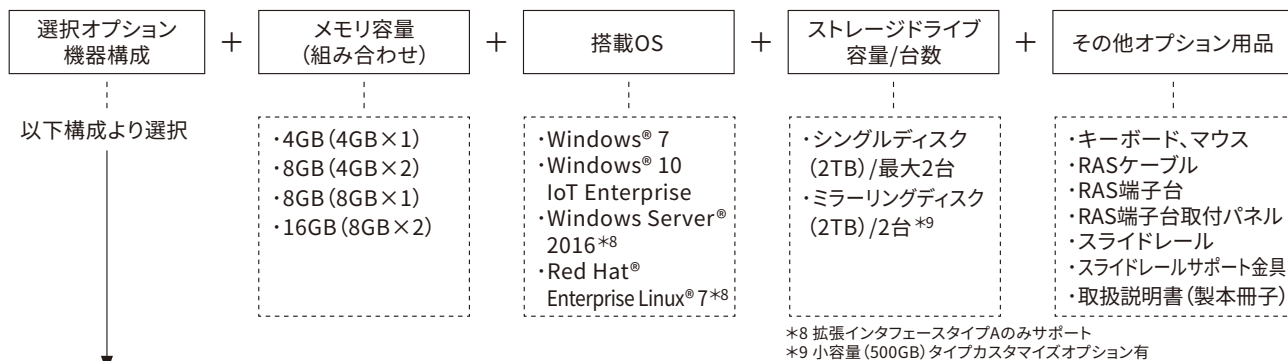 選択オプション
機器構成
+
メモリ容量
(組み合わせ)
+
搭載OS
+
ストレージドライブ
容量/台数
+
その他オプション用品
以下構成より選択
・4GB(4GB×1)
・8GB(4GB×2)
・8GB(8GB×1)
・16GB(8GB×2)
・Windows® 7
・Windows® 10
IoT Enterprise
・Windows Server®
2016*8
・Red Hat®
Enterprise Linux® 7*8
・シングルディスク
(2TB)/最大2台
・ミラーリングディスク
(2TB)/2台*9
・キーボード、マウス
・RASケーブル
・RAS端子台
・RAS端子台取付パネル
・スライドレール
・スライドレールサポート金具
・取扱説明書(製本冊子)
*8 拡張インタフェースタイプAのみサポート
*9 小容量(500GB)タイプカスタマイズオプション有